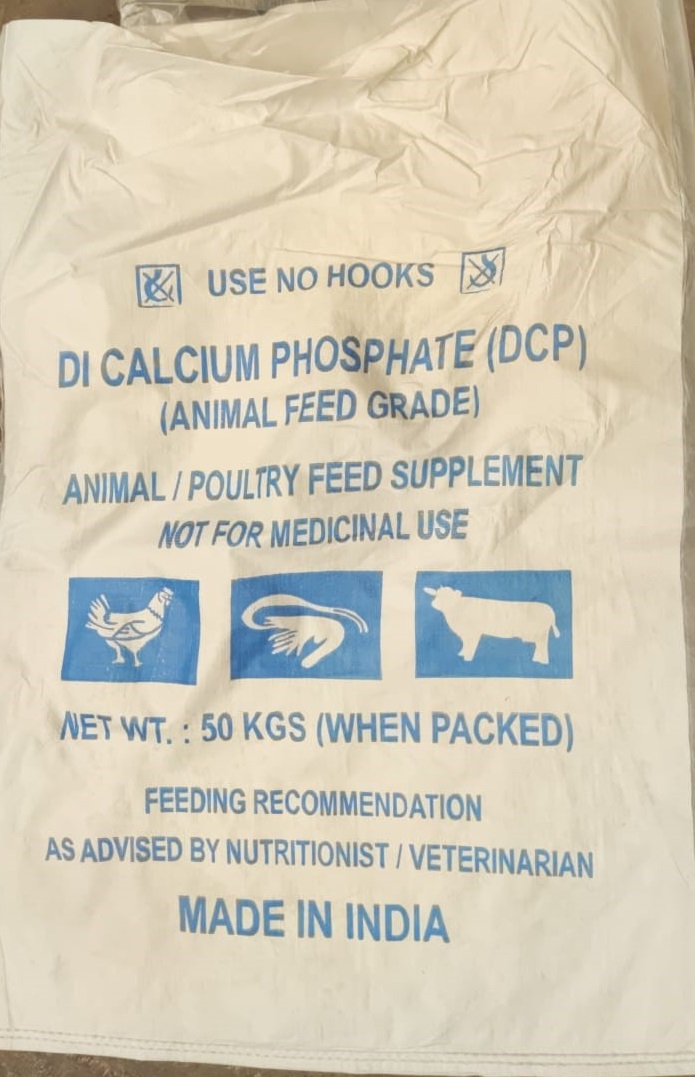 USE NO HOOKS
DI CALCIUM PHOSPHATE (DCP)
(ANIMAL FEED GRADE)
ANIMAL / POULTRY FEED SUPPLEMENT
NOT FOR MEDICINAL USE
NET WT. : 50 KGS (WHEN PACKED)
FEEDING RECOMMENDATION
AS ADVISED BY NUTRITIONIST / VETERINARIAN
MADE IN INDIA